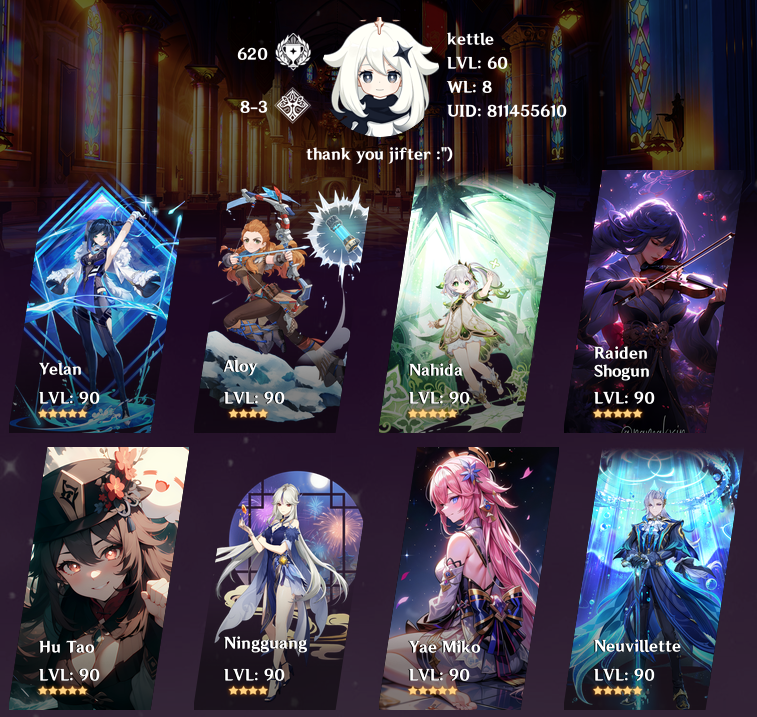 620
8-3
kettle
LVL: 60
WL: 8
UID: 811455610
thank you jifter :")
Yelan
LVL: 90
Aloy
LVL: 90
Nahida
LVL: 90
Raiden
Shogun
LVL: 90
Hu Tao
LVL: 90
Ningguang
LVL: 90
Yae Miko
LVL: 90
Neuvillette
LVL: 90